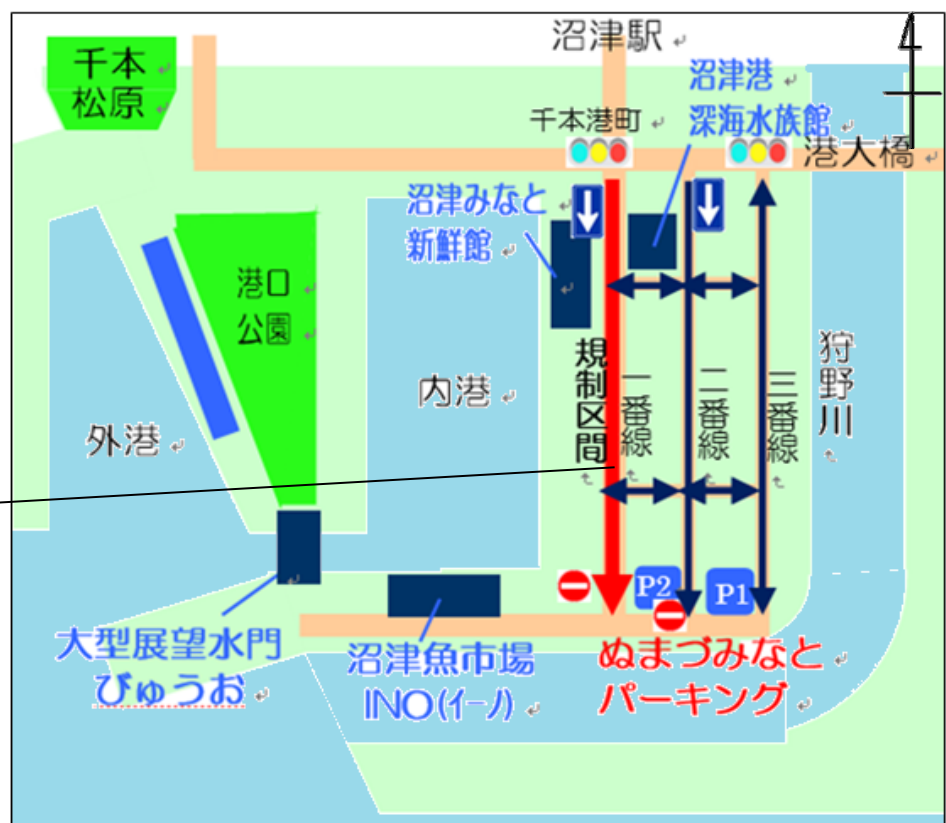 沼津駅
千本
松原
沼津港
深海水族館
千本港町
港大橋
沼津みなと
新鮮館
港口
公園
内港
外港
規制区間
一番線
二番線
三番線
狩野川
P2
P1
大型展望水門
びゅうお
沼津魚市場
INO(イーノ)
ぬまづみなと
パーキング